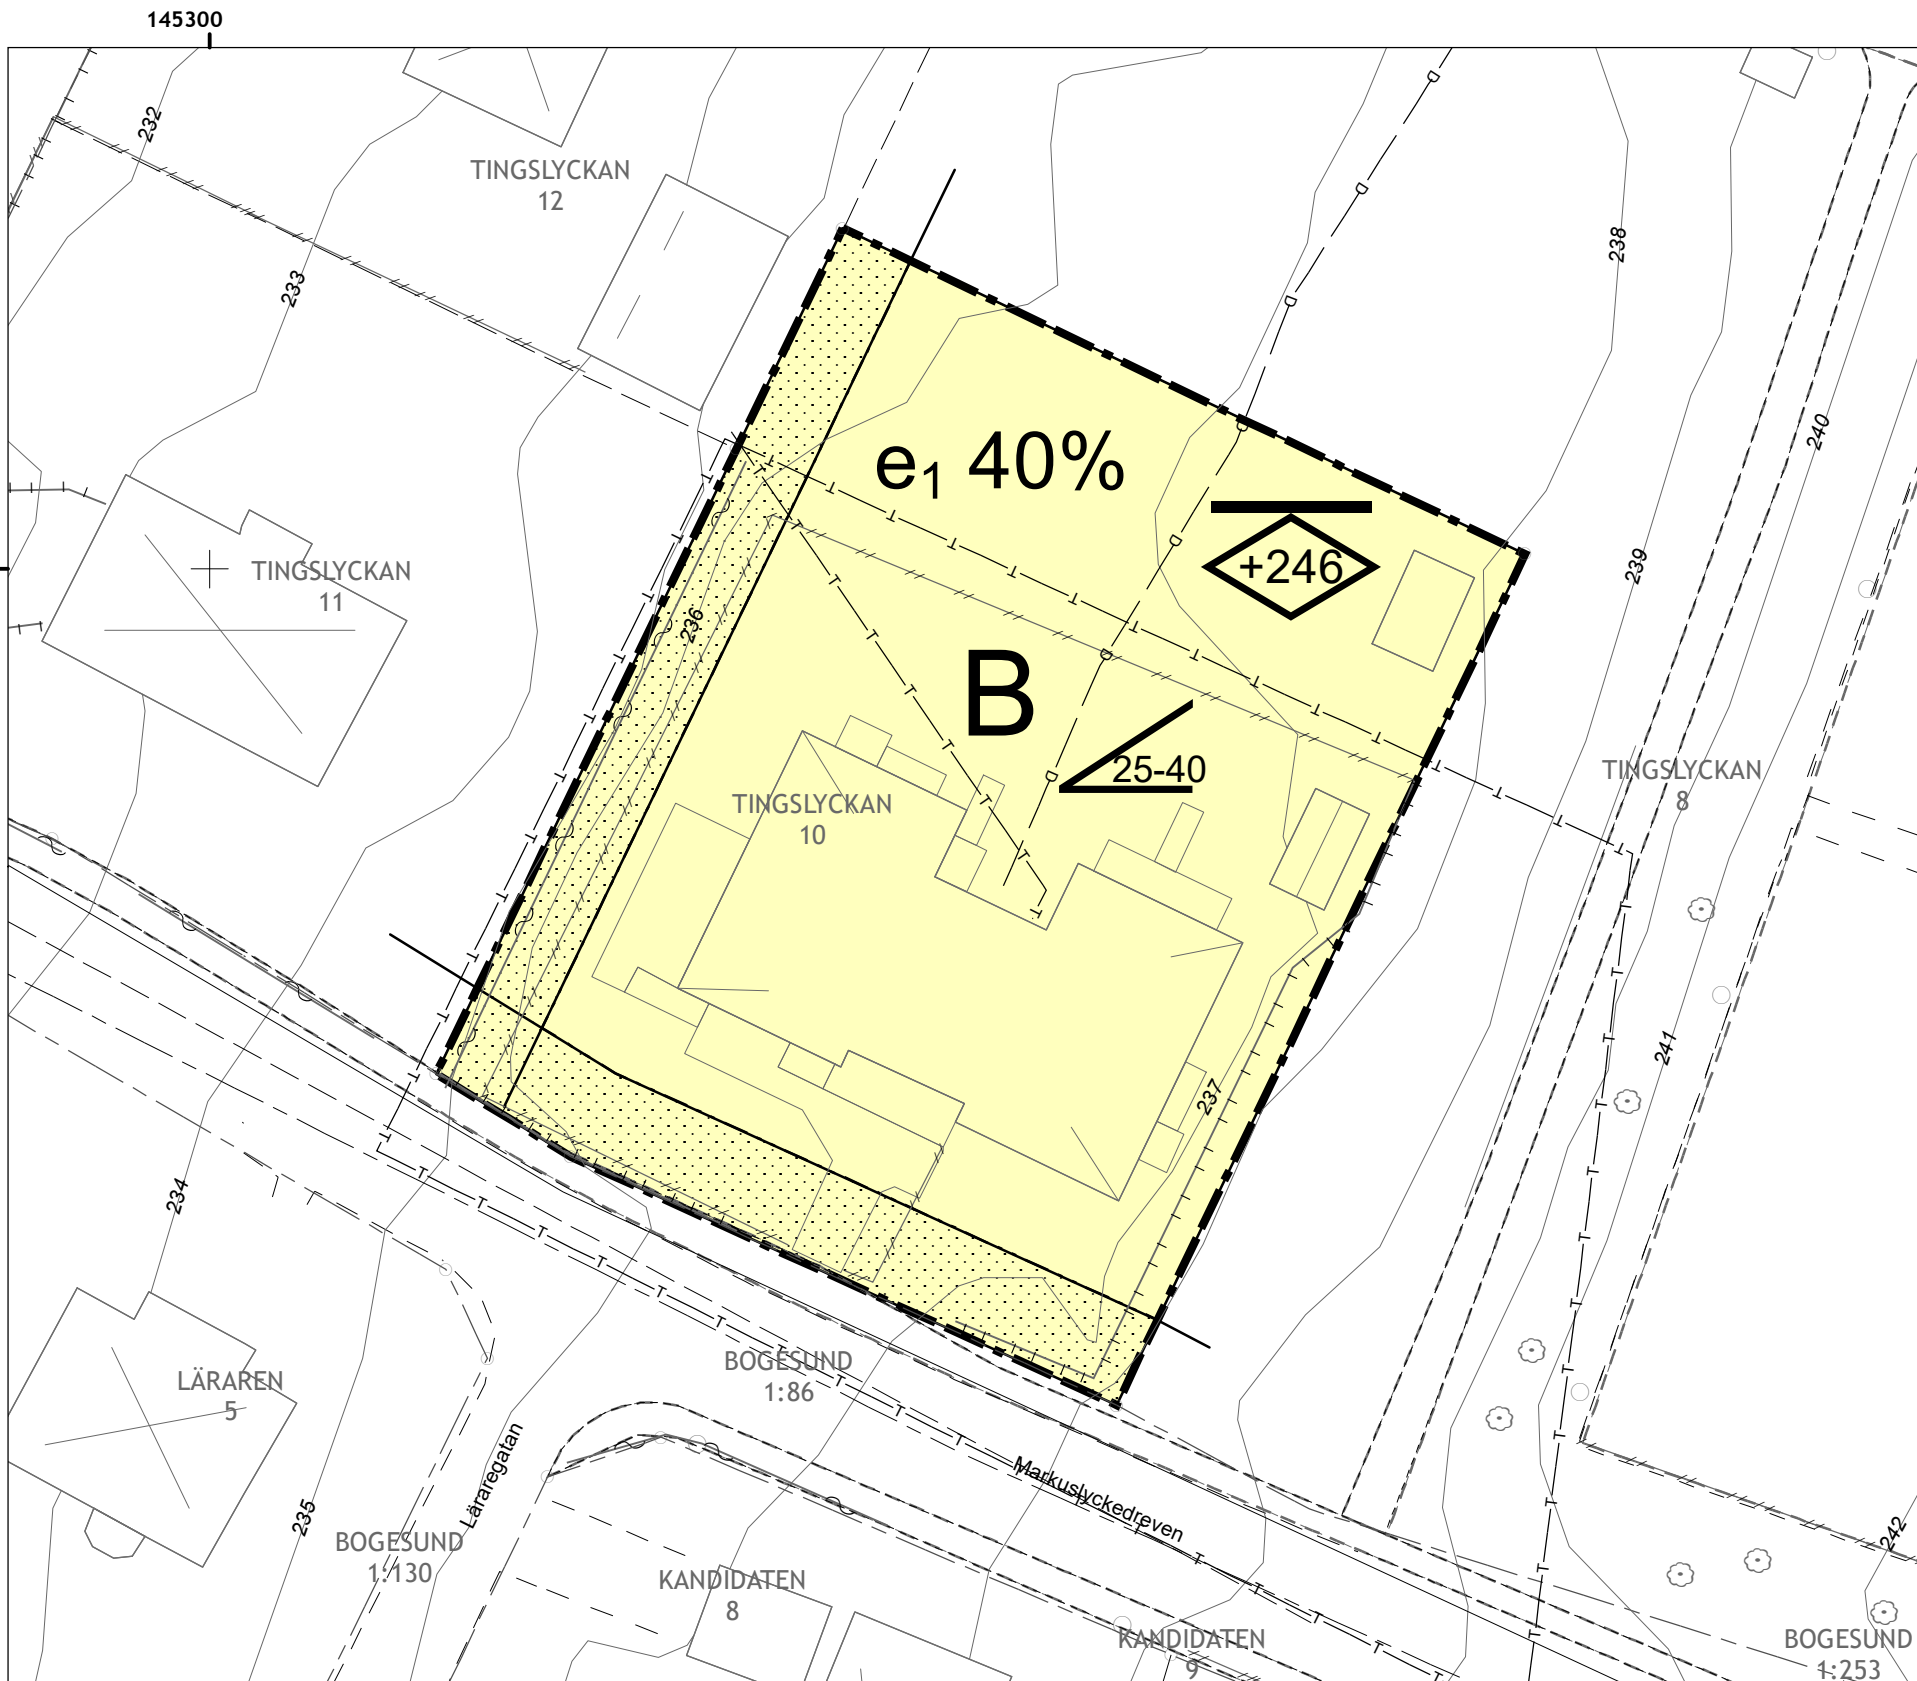 145300
232
TINGSLYCKAN
12
238
233
240
e₁ 40%
+246
TINGSLYCKAN
11
239
236
B
25-40
TINGSLYCKAN
8
TINGSLYCKAN
10
241
237
234
BOGESUND
1:86
LÄRAREN
5
Läraregatan
Markuslyckedreven
235
242
BOGESUND
1:130
KANDIDATEN
8
KANDIDATEN
9
BOGESUND
1:253